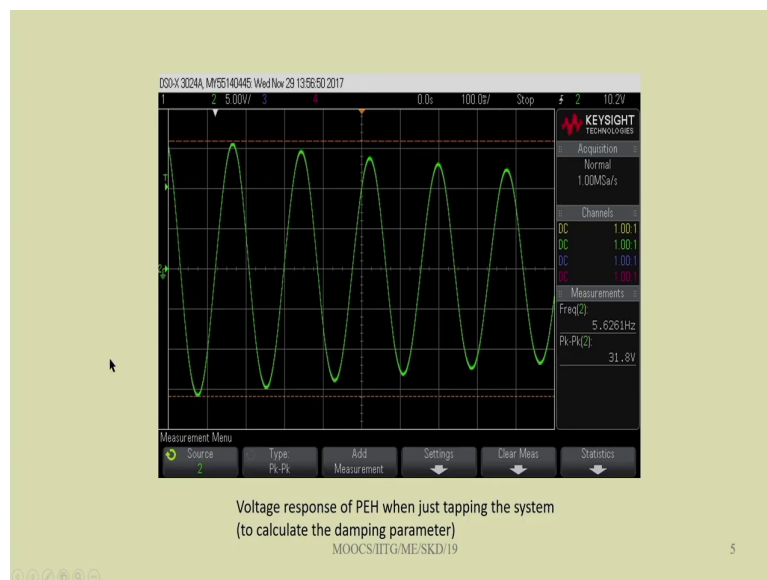 DSO-X 3024A, MY55140445: Wed Nov 29 13:56:50 2017
1 2 5.00V/ 3 4 0.0s 100.0ms/ Stop 2 10.2V
KEYSIGHT
TECHNOLOGIES
Acquisition
Normal
1.00MSa/s
Channels
DC 1.00:1
DC 1.00:1
DC 1.00:1
DC 1.00:1
Measurements
Freq(2):
5.6261Hz
Pk-Pk(2):
31.8V
T
2
Measurement Menu
Source
2
Type:
Pk-Pk
Add
Measurement
Settings
Clear Meas
Statistics
Voltage response of PEH when just tapping the system
(to calculate the damping parameter)
MOOCS/IITG/ME/SKD/19
5